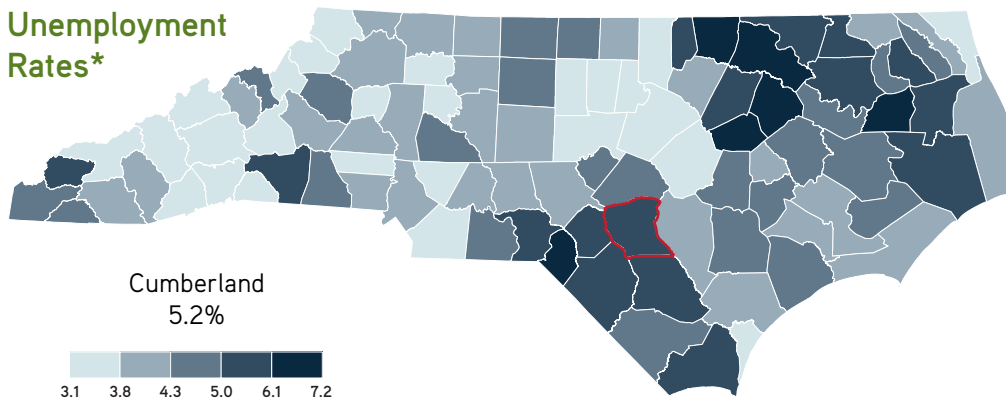 Unemployment
Rates*
Cumberland
5.2%
3.1 3.8 4.3 5.0 6.1 7.2